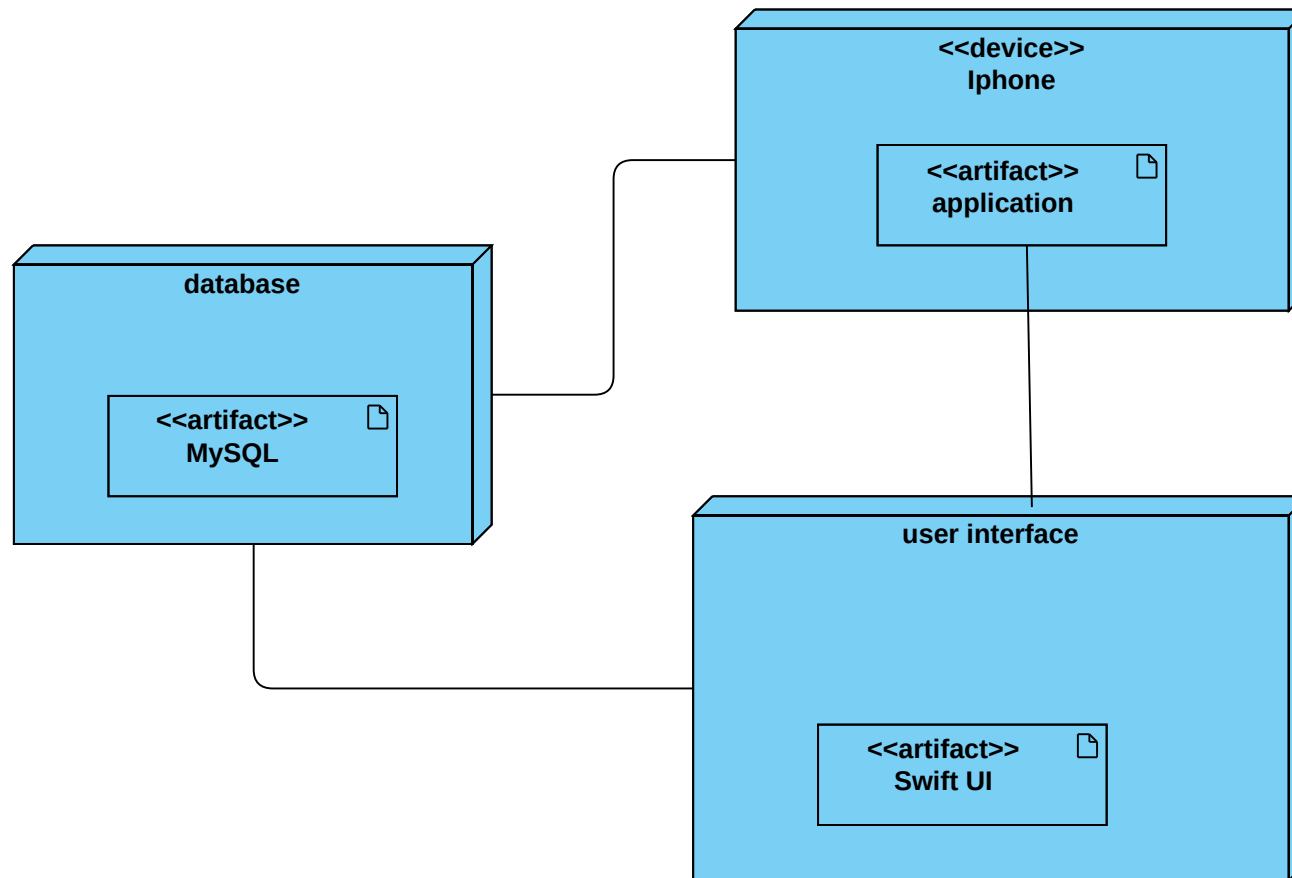 <<device>>
Iphone
<<artifact>>
application
database
<<artifact>>
MySQL
user interface
<<artifact>>
Swift UI